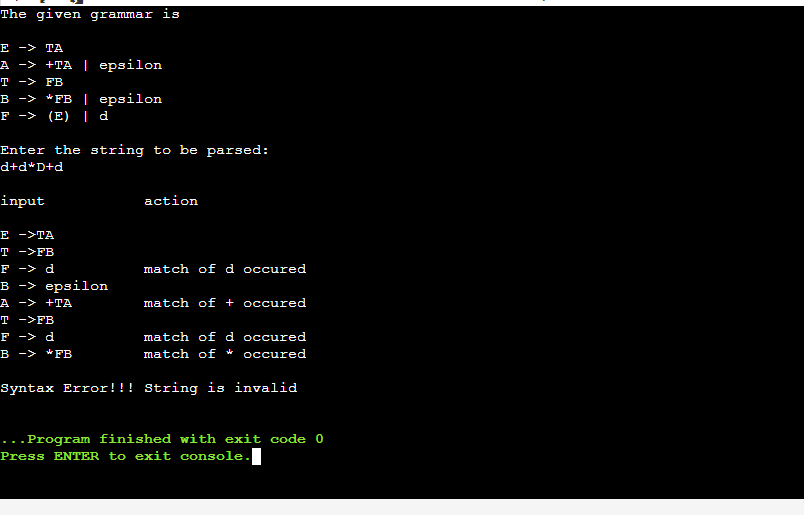 The given grammar is
E -> TA
A -> +TA | epsilon
T -> FB
B -> *FB | epsilon
F -> (E) | d
Enter the string to be parsed:
d+d*D+d
input action
E ->TA
T ->FB
F -> d match of d occured
B -> epsilon
A -> +TA match of + occured
T ->FB
F -> d match of d occured
B -> *FB match of * occured
Syntax Error!!! String is invalid
...Program finished with exit code 0
Press ENTER to exit console.